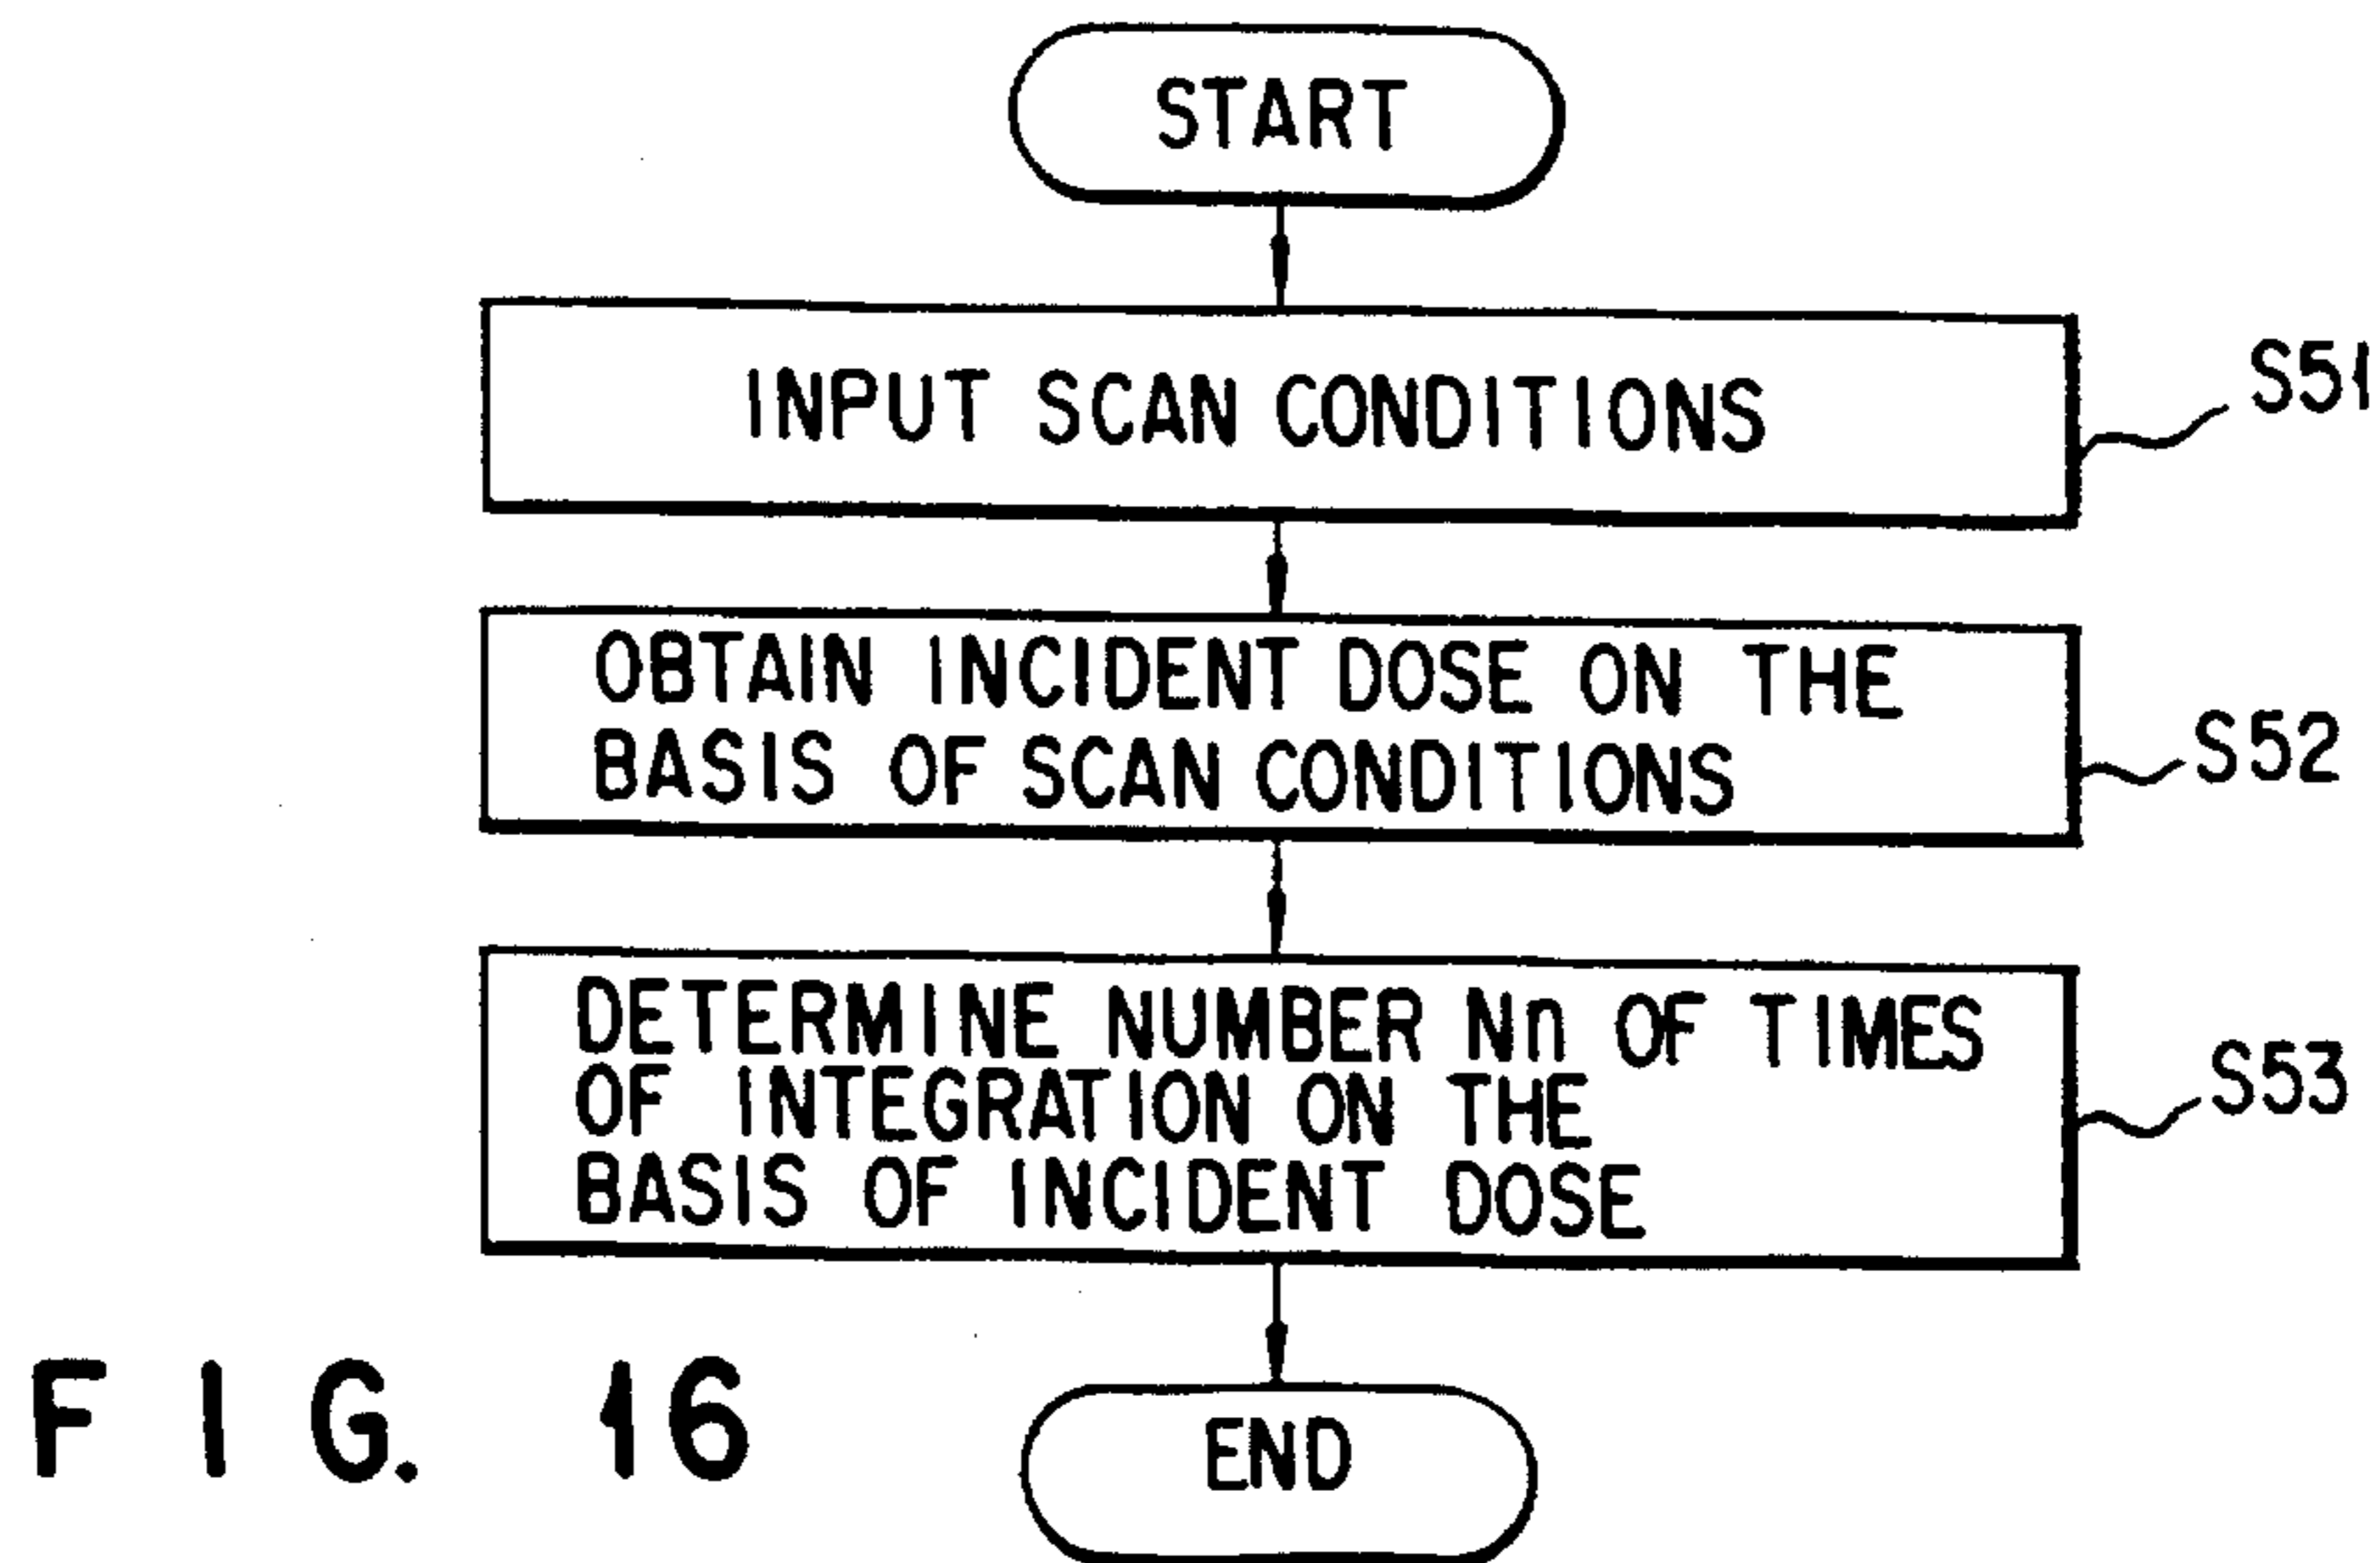 START
INPUT SCAN CONDITIONS
S51
OBTAIN INCIDENT DOSE ON THE
BASIS OF SCAN CONDITIONS
S52
DETERMINE NUMBER Nn OF TIMES
OF INTEGRATION ON THE
BASIS OF INCIDENT DOSE
S53
END
FIG. 16